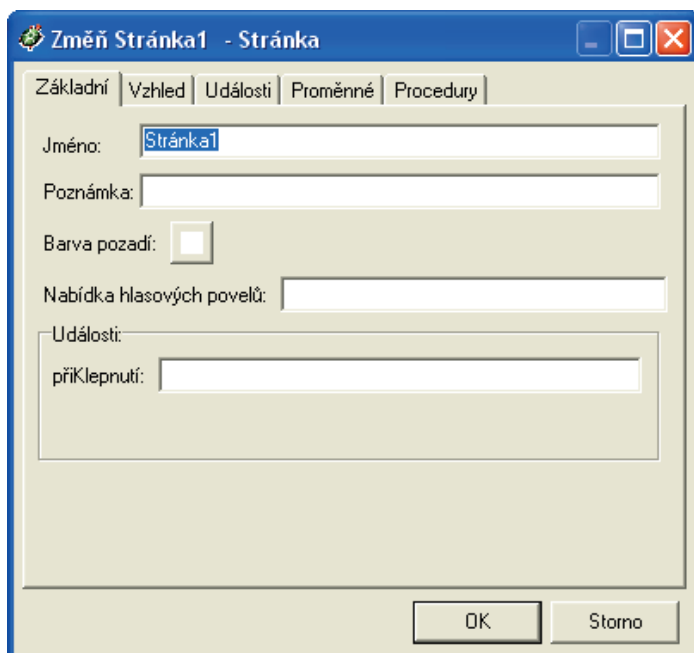 Změň Stránka1 - Stránka
Základní Vzhled Události Proměnné Procedury
Jméno: Stránka1
Poznámka:
Barva pozadí:
Nabídka hlasových povelů:
Události:
přiKlepnutí:
OK Storno